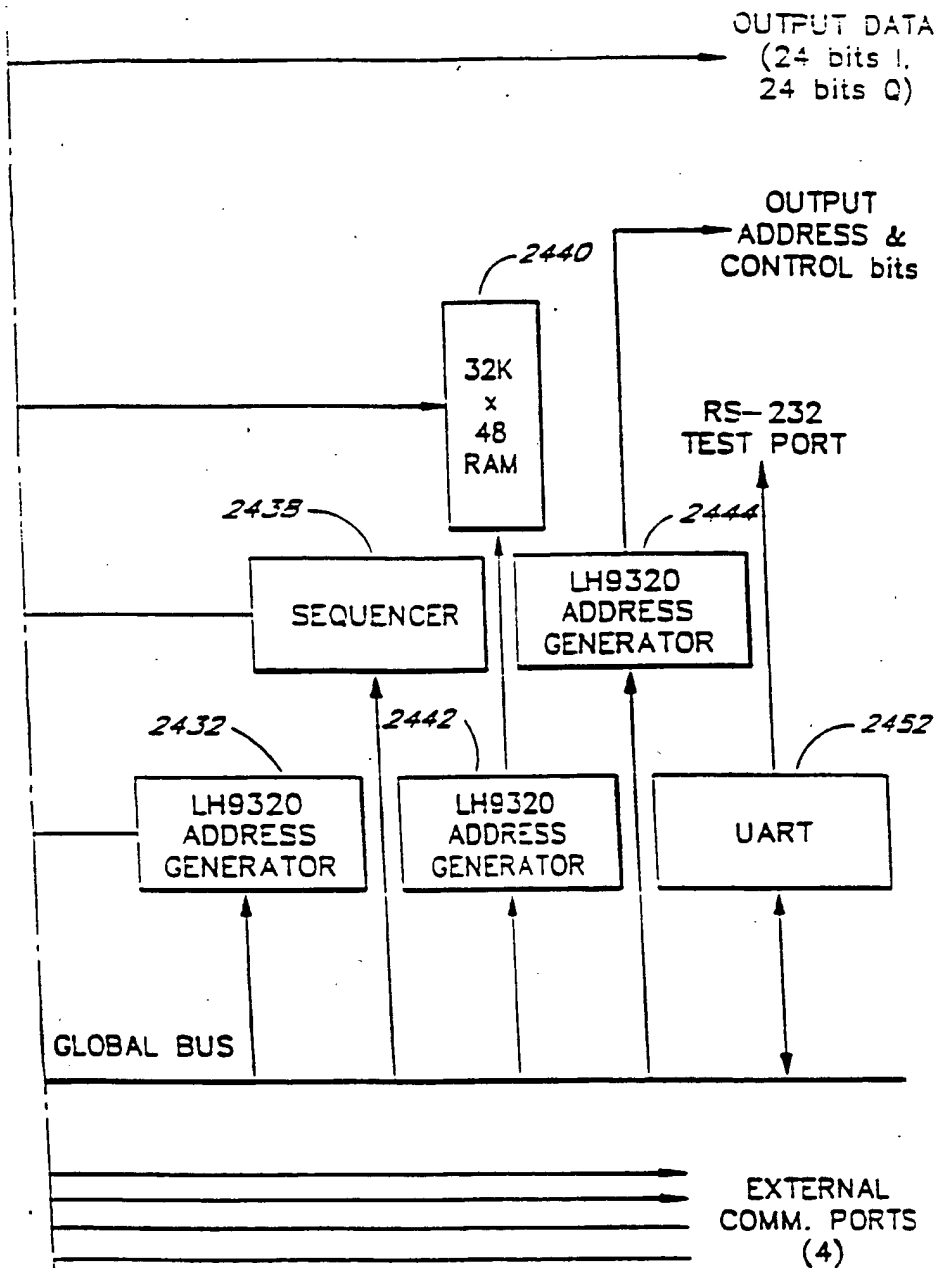 OUTPUT DATA
(24 bits I,
24 bits Q)
OUTPUT
ADDRESS &
CONTROL bits
2440
32K
x
48
RAM
RS-232
TEST PORT
2438
2444
SEQUENCER
LH9320
ADDRESS
GENERATOR
2432
2442
2452
LH9320
ADDRESS
GENERATOR
LH9320
ADDRESS
GENERATOR
UART
GLOBAL BUS
EXTERNAL
COMM. PORTS
(4)